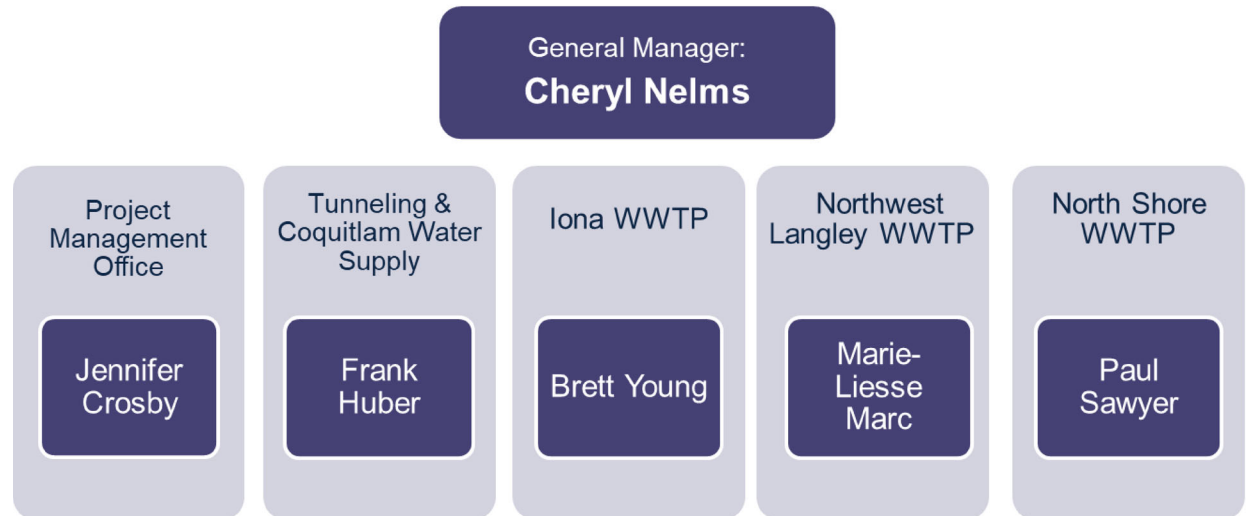 General Manager:
Cheryl Nelms
Project
Management
Office
Jennifer
Crosby
Tunneling &
Coquitlam Water
Supply
Frank
Huber
Iona WWTP
Brett Young
Northwest
Langley WWTP
Marie-
Liesse
Marc
North Shore
WWTP
Paul
Sawyer